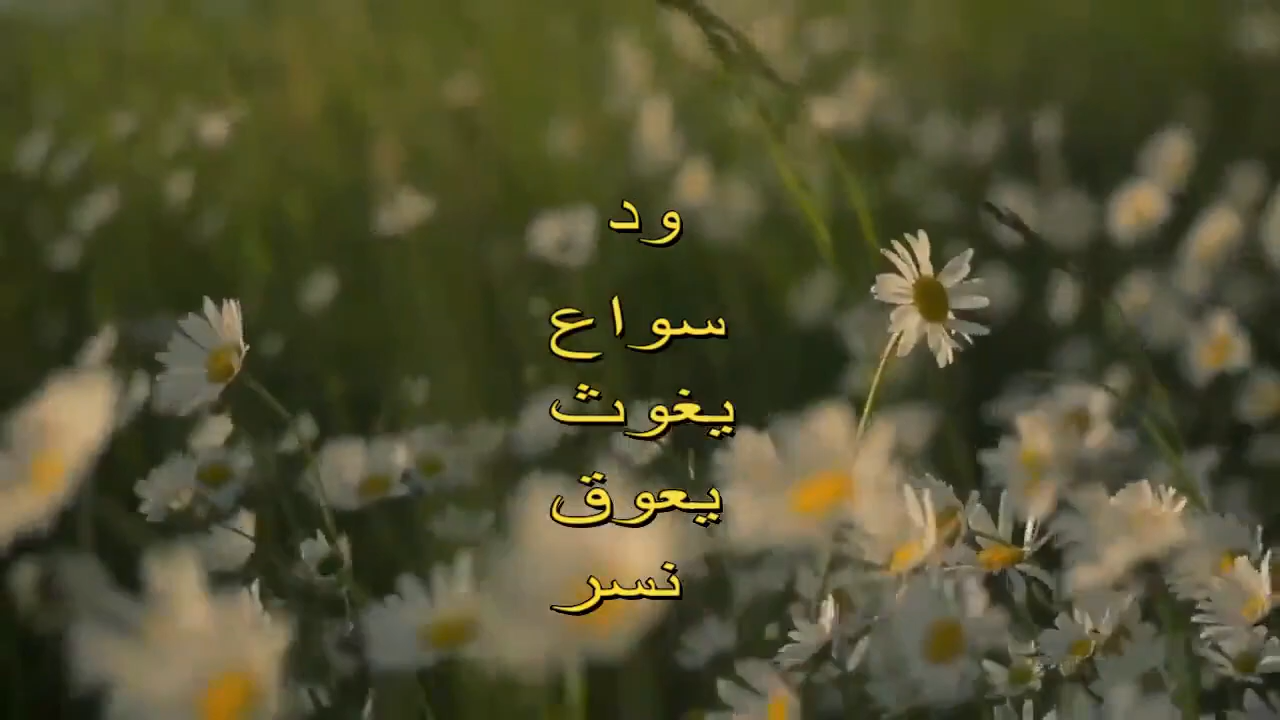 ود
سواع
يغوث
يعوق
نسر